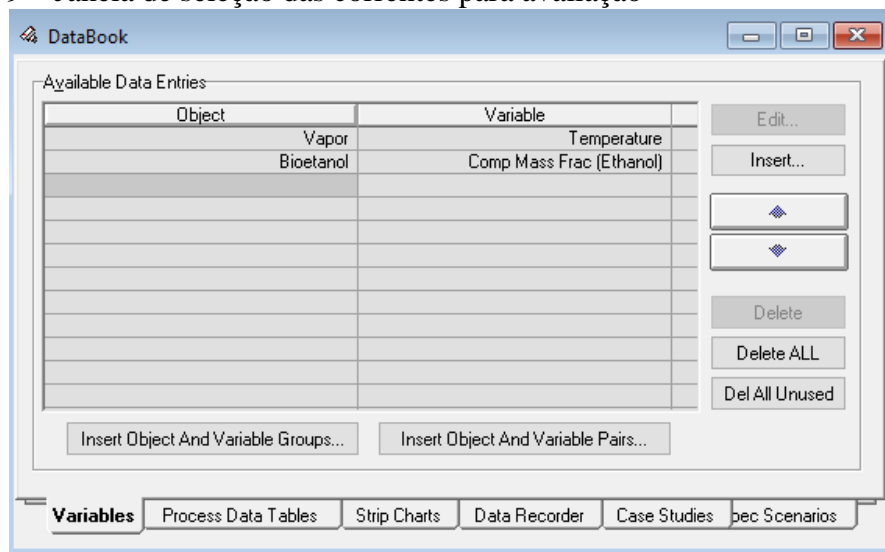 DataBook
Available Data Entries
Object Variable
Vapor Temperature
Bioetanol Comp Mass Frac (Ethanol)
Edit...
Insert...
Delete
Delete ALL
Del All Unused
Insert Object And Variable Groups... Insert Object And Variable Pairs...
Variables Process Data Tables Strip Charts Data Recorder Case Studies pec Scenarios